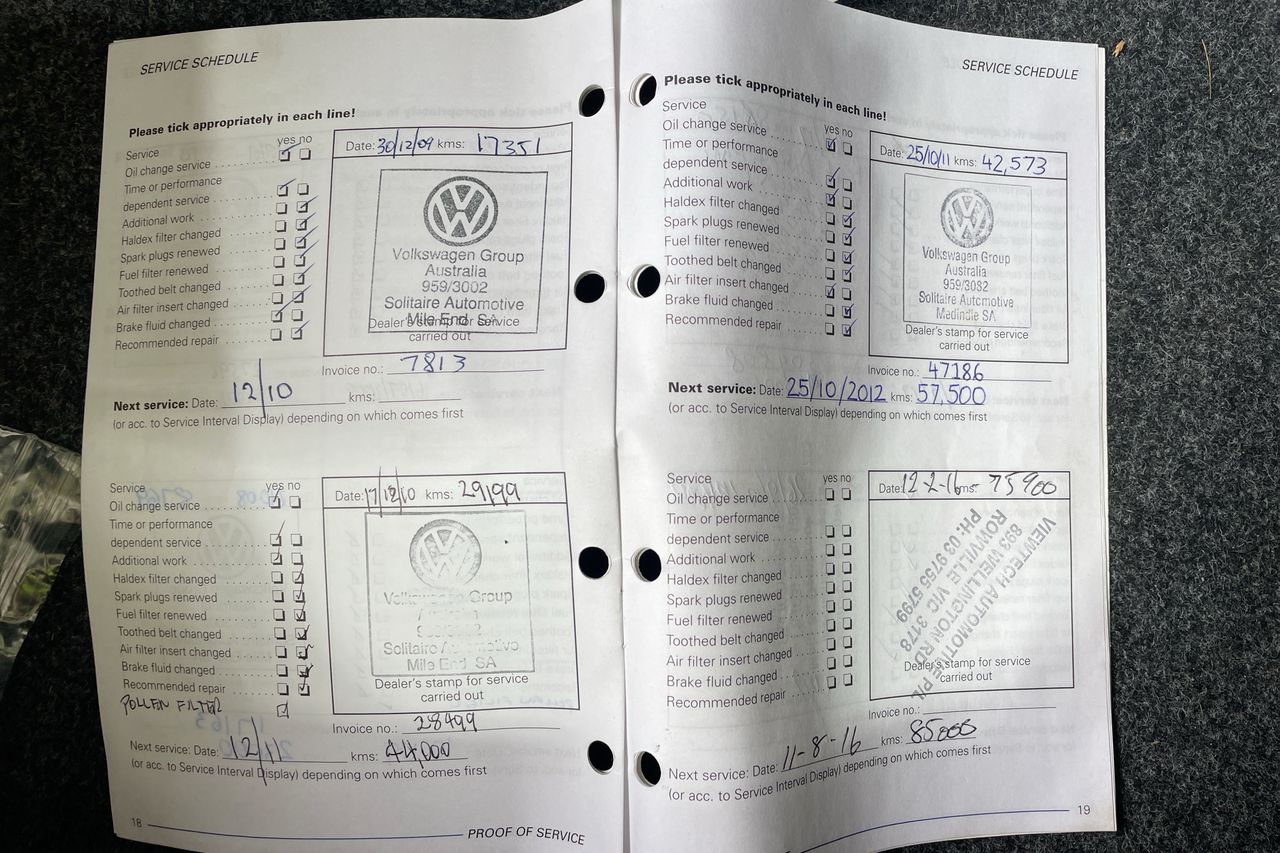 SERVICE SCHEDULE
Please tick appropriately in each line!
yes no
Service
Oil change service
Time or performance
dependent service
Additional work
Haldex filter changed
Spark plugs renewed
Fuel filter renewed
Toothed belt changed
Air filter insert changed
Brake fluid changed
Recommended repair
Date: 30/12/09 kms: 17351
Volkswagen Group
Australia
959/3002
Solitaire Automotive
Mile End SA
Dealer's stamp for service
carried out
Invoice no.: 7813
Next service: Date: 12/10 kms:
(or acc. to Service Interval Display) depending on which comes first
yes no
Service
Oil change service
Time or performance
dependent service
Additional work
Haldex filter changed
Spark plugs renewed
Fuel filter renewed
Toothed belt changed
Air filter insert changed
Brake fluid changed
Recommended repair
POLLEN FILTER
Date: 17/12/10 kms: 29199
Volkswagen Group
Solitaire Automotive
Mile End SA
Dealer's stamp for service
carried out
Invoice no.: 28499
Next service: Date: 12/11 kms: 44,000
(or acc. to Service Interval Display) depending on which comes first
18
PROOF OF SERVICE
SERVICE SCHEDULE
Please tick appropriately in each line!
yes no
Service
Oil change service
Time or performance
dependent service
Additional work
Haldex filter changed
Spark plugs renewed
Fuel filter renewed
Toothed belt changed
Air filter insert changed
Brake fluid changed
Recommended repair
Date: 25/10/11 kms: 42,573
Volkswagen Group
Australia
959/3032
Solitaire Automotive
Medindie SA
Dealer's stamp for service
carried out
Invoice no.: 47186
Next service: Date: 25/10/2012 kms: 57,500
(or acc. to Service Interval Display) depending on which comes first
yes no
Service
Oil change service
Time or performance
dependent service
Additional work
Haldex filter changed
Spark plugs renewed
Fuel filter renewed
Toothed belt changed
Air filter insert changed
Brake fluid changed
Recommended repair
Date: 12-2-16 kms: 75900
VIEWTECH AUTOMOTIVE P/L
893 WELLINGTON RD
ROWVILLE VIC 3178
PH: 03 9755 5799
Dealer's stamp for service
carried out
Invoice no.:
Next service: Date: 11-8-16 kms: 85000
(or acc. to Service Interval Display) depending on which comes first
19